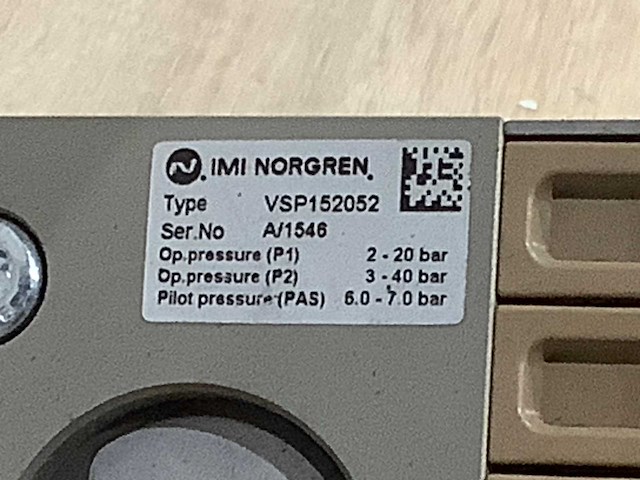 IMI NORGREN
Type VSP152052
Ser.No A/1546
Op.pressure (P1) 2 - 20 bar
Op.pressure (P2) 3 - 40 bar
Pilot pressure (PAS) 6.0 - 7.0 bar